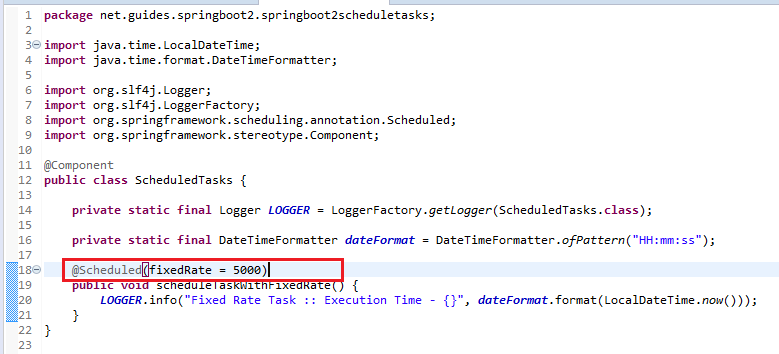 1 package net.guides.springboot2.springboot2scheduletasks;
2
3 import java.time.LocalDateTime;
4 import java.time.format.DateTimeFormatter;
5
6 import org.slf4j.Logger;
7 import org.slf4j.LoggerFactory;
8 import org.springframework.scheduling.annotation.Scheduled;
9 import org.springframework.stereotype.Component;
10
11 @Component
12 public class ScheduledTasks {
13
14     private static final Logger LOGGER = LoggerFactory.getLogger(ScheduledTasks.class);
15
16     private static final DateTimeFormatter dateFormat = DateTimeFormatter.ofPattern("HH:mm:ss");
17
18     @Scheduled(fixedRate = 5000)
19     public void scheduleTaskWithFixedRate() {
20         LOGGER.info("Fixed Rate Task :: Execution Time - {}", dateFormat.format(LocalDateTime.now()));
21     }
22 }
23